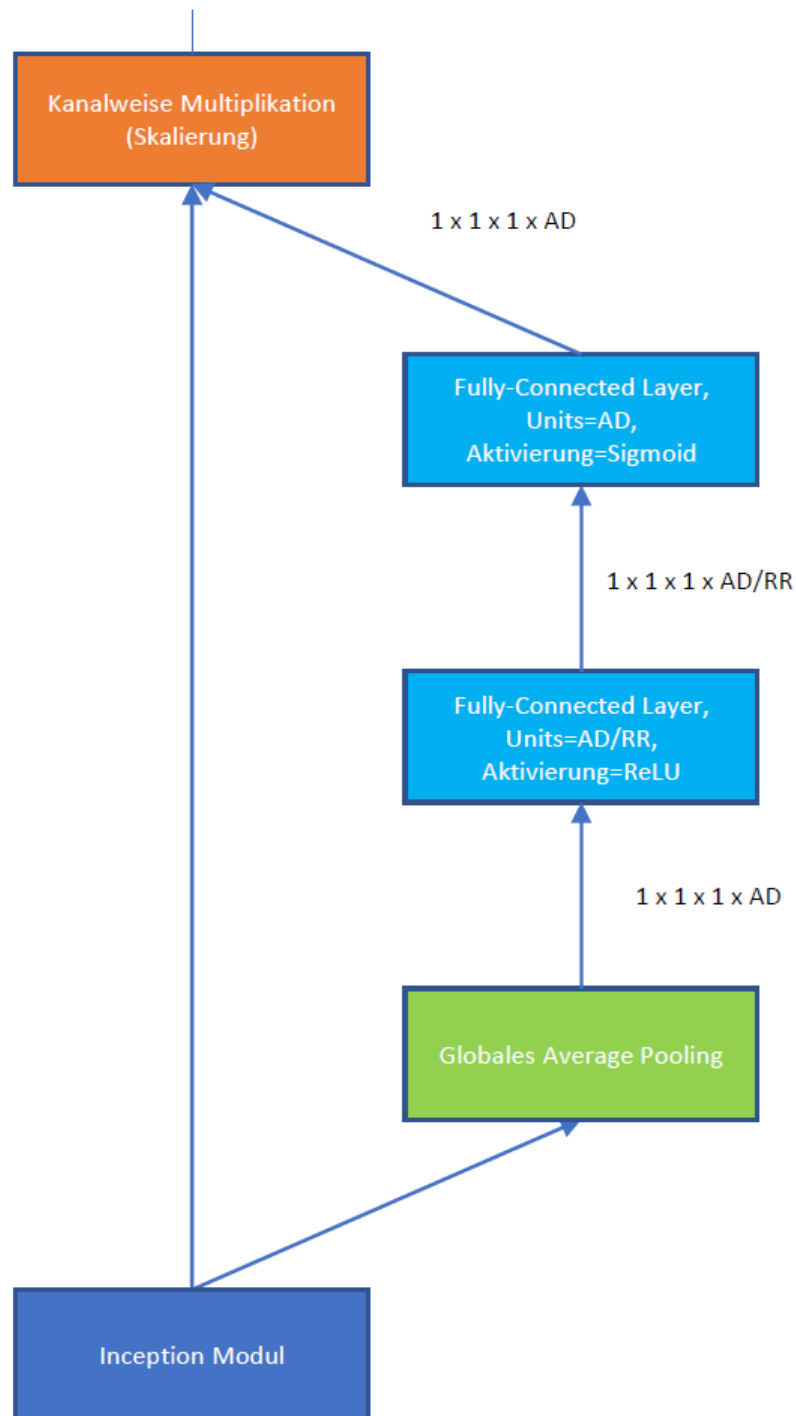 Kanalweise Multiplikation
(Skalierung)
1 x 1 x 1 x AD
Fully-Connected Layer,
Units=AD,
Aktivierung=Sigmoid
1 x 1 x 1 x AD/RR
Fully-Connected Layer,
Units=AD/RR,
Aktivierung=ReLU
1 x 1 x 1 x AD
Globales Average Pooling
Inception Modul